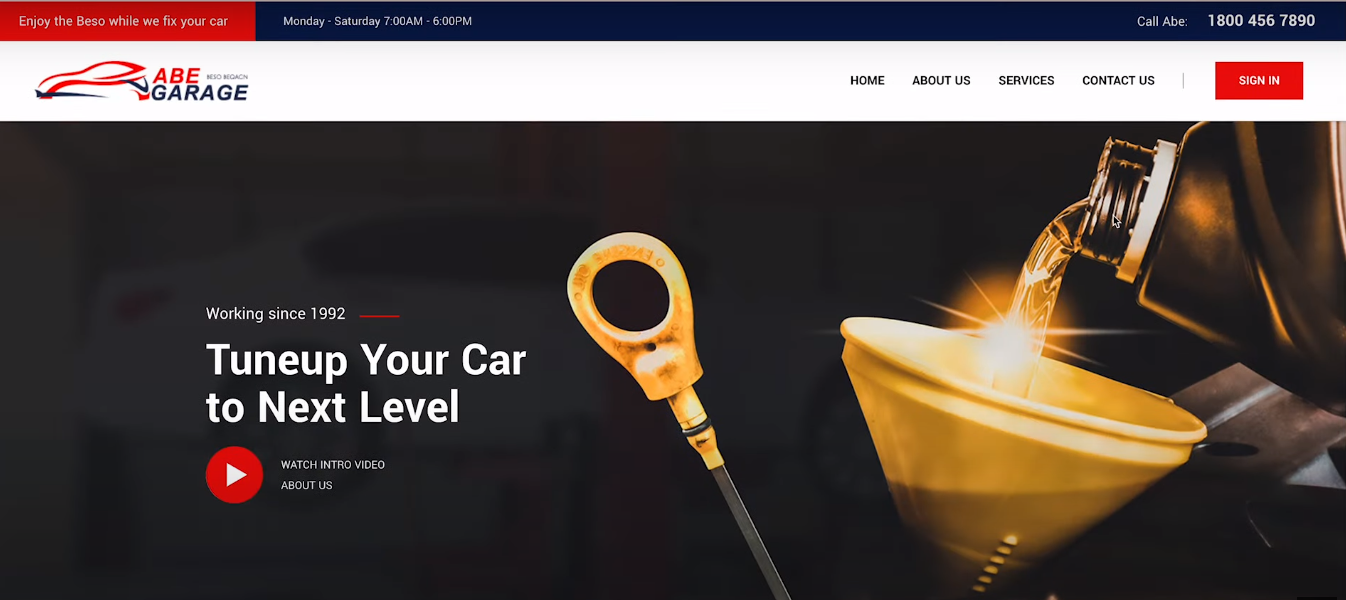 Enjoy the Beso while we fix your car
Monday - Saturday 7:00AM - 6:00PM
Call Abe: 1800 456 7890
ABE BESO BEGACN
GARAGE
HOME
ABOUT US
SERVICES
CONTACT US
SIGN IN
Working since 1992
Tuneup Your Car
to Next Level
WATCH INTRO VIDEO
ABOUT US